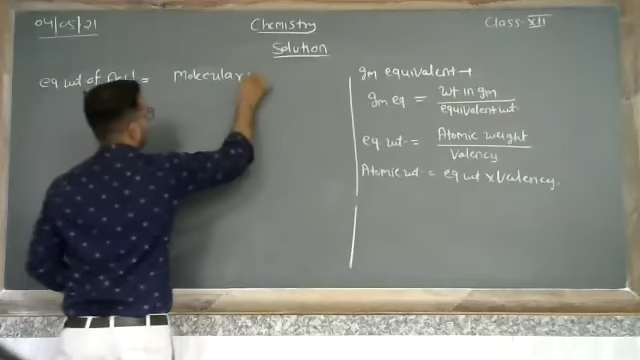 04/05/21
Chemistry
Class-XII
Solution
eq wt of = Molecular
gm equivalent →
gm eq = wt in gm
equivalent wt.
eq wt. = Atomic weight
Valency
Atomic wt. = eq wt x Valency.